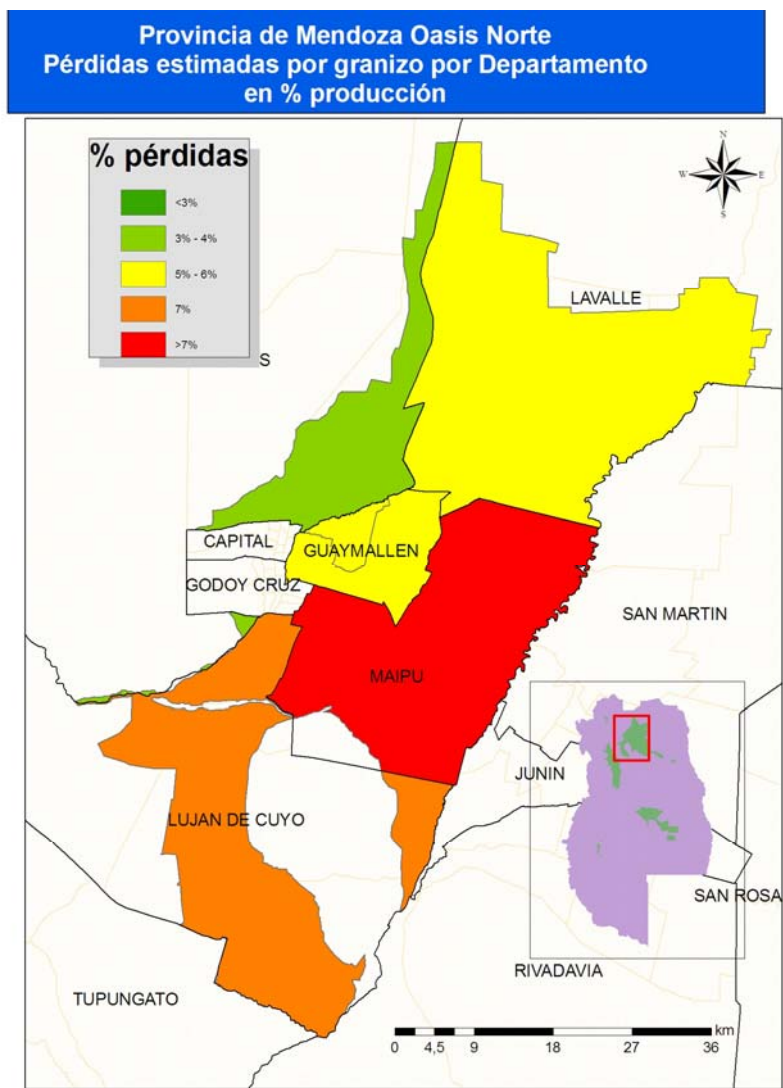 Provincia de Mendoza Oasis Norte
Pérdidas estimadas por granizo por Departamento
en % producción
% pérdidas
<3%
3% - 4%
5% - 6%
7%
>7%
N
W
E
S
LAVALLE
S
CAPITAL
GUAYMALLEN
GODOY CRUZ
SAN MARTIN
MAIPU
JUNIN
LUJAN DE CUYO
SAN ROSA
RIVADAVIA
TUPUNGATO
km
0 4,5 9 18 27 36